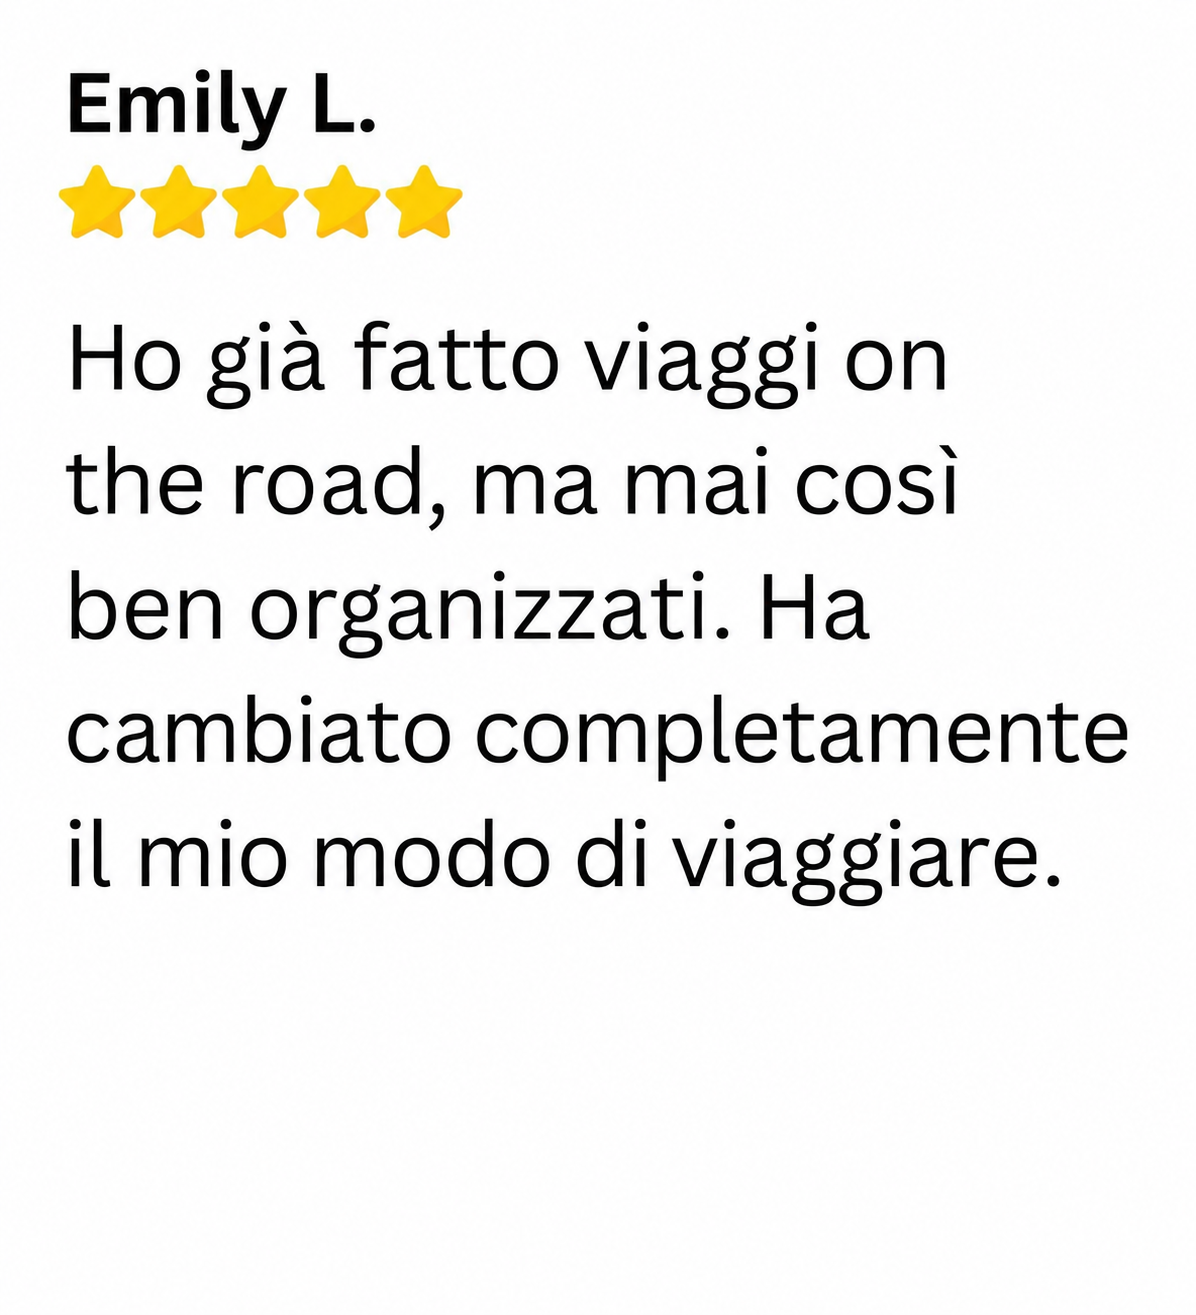 Emily L.
Ho già fatto viaggi on
the road, ma mai così
ben organizzati. Ha
cambiato completamente
il mio modo di viaggiare.